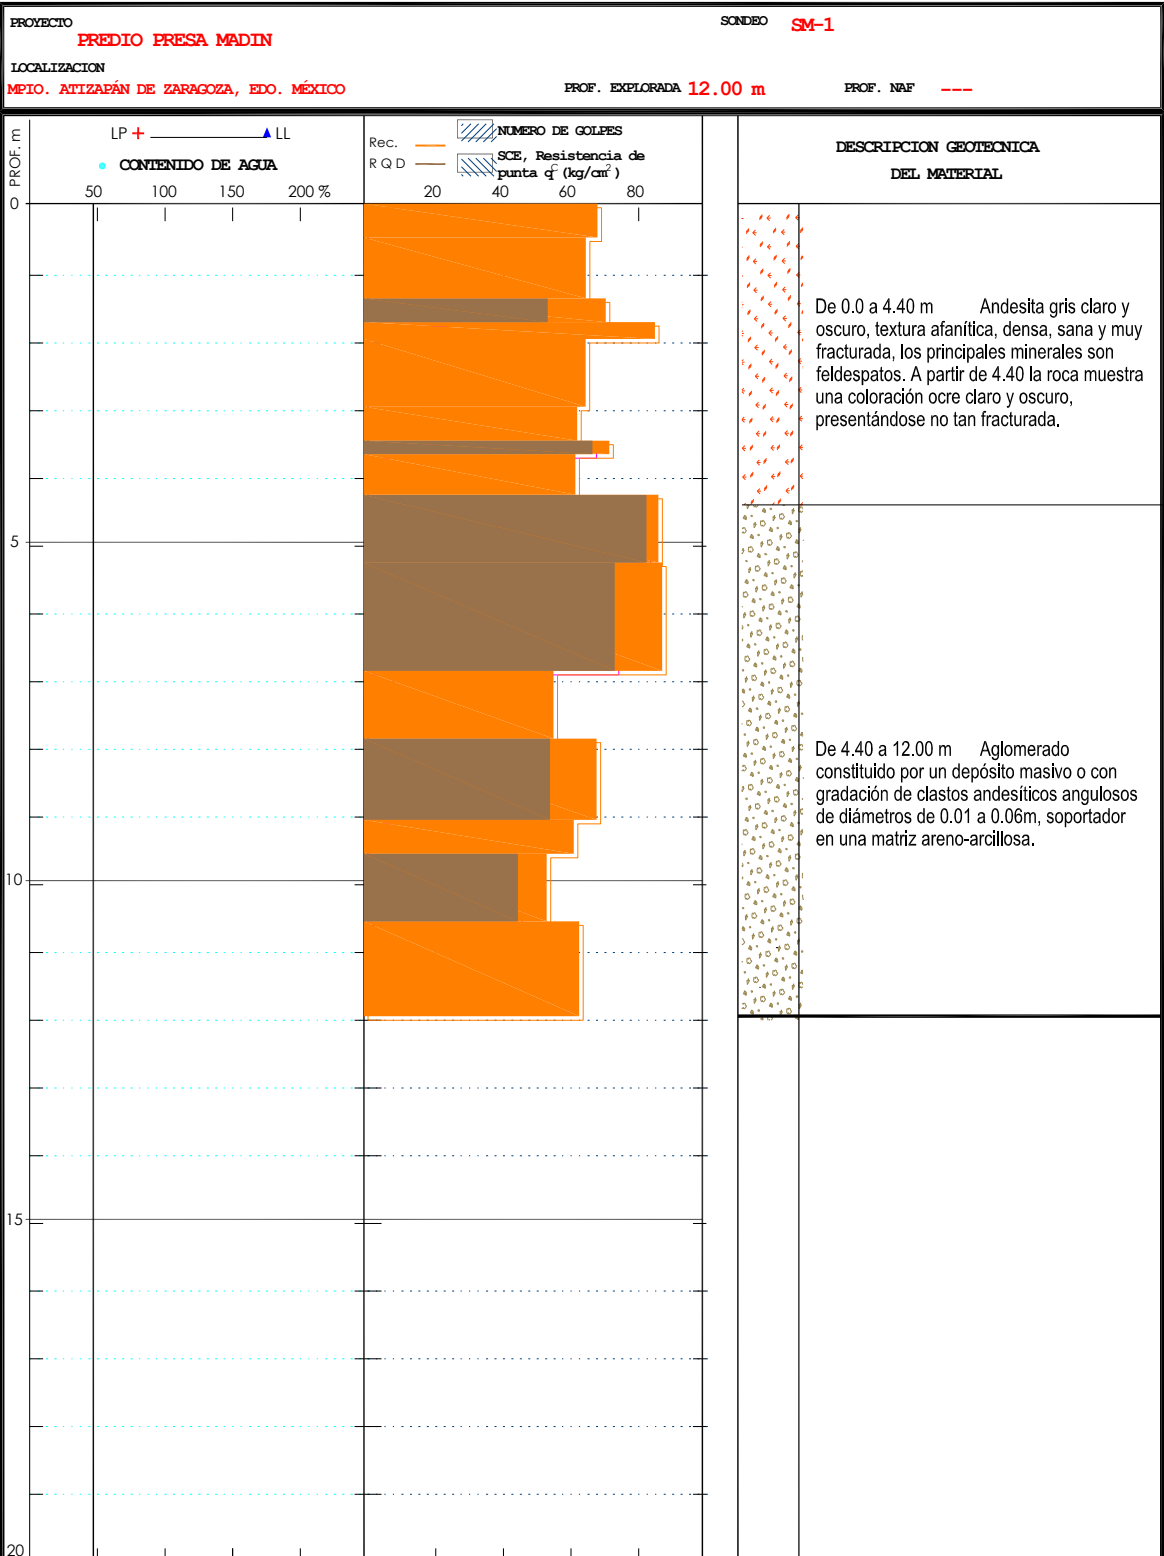 PROYECTO
PREDIO PRESA MADIN
SONDEO SM-1
LOCALIZACION
MPIO. ATIZAPÁN DE ZARAGOZA, EDO. MÉXICO
PROF. EXPLORADA 12.00 m
PROF. NAF ---
PROF. m
LP + LL
CONTENIDO DE AGUA
50 100 150 200 %
Rec.
R Q D
NUMERO DE GOLPES
SCE, Resistencia de
punta qc (kg/cm²)
20 40 60 80
DESCRIPCION GEOTECNICA
DEL MATERIAL
0
De 0.0 a 4.40 m Andesita gris claro y
oscuro, textura afanítica, densa, sana y muy
fracturada, los principales minerales son
feldespatos. A partir de 4.40 la roca muestra
una coloración ocre claro y oscuro,
presentándose no tan fracturada.
5
De 4.40 a 12.00 m Aglomerado
constituido por un depósito masivo o con
gradación de clastos andesíticos angulosos
de diámetros de 0.01 a 0.06m, soportador
en una matriz areno-arcillosa.
10
15
20